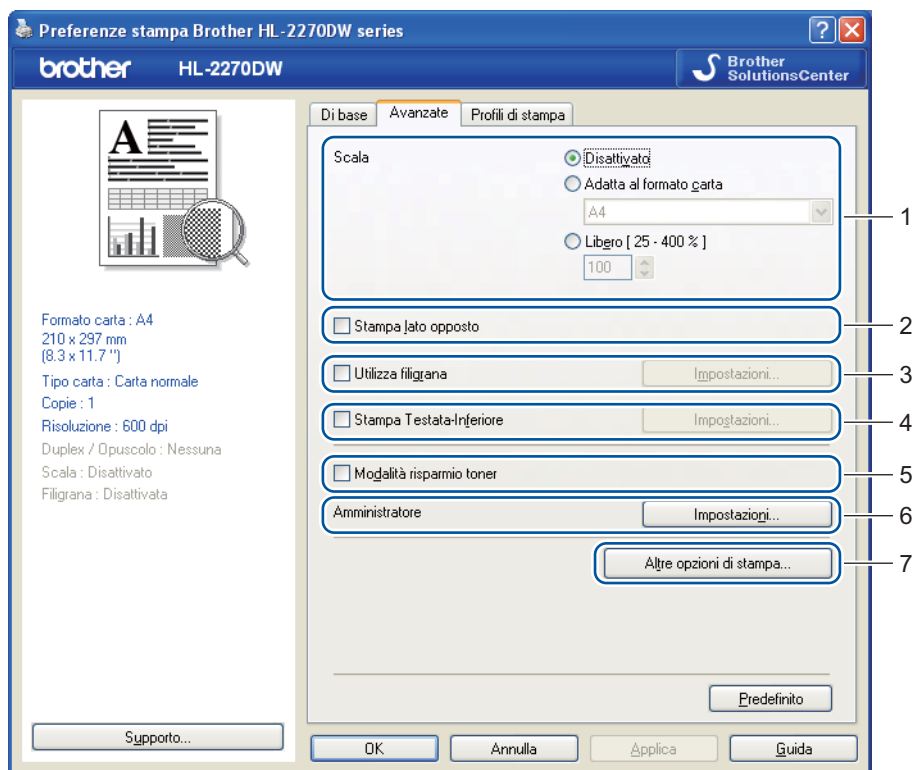 Preferenze stampa Brother HL-2270DW series
brother HL-2270DW
Brother
SolutionsCenter
Di base Avanzate Profili di stampa
A
Formato carta : A4
210 x 297 mm
(8.3 x 11.7 ")
Tipo carta : Carta normale
Copie : 1
Risoluzione : 600 dpi
Duplex / Opuscolo : Nessuna
Scala : Disattivato
Filigrana : Disattivata
Supporto...
Scala
Disattivato
Adatta al formato carta
A4
Libero [ 25 - 400 % ]
100
1
Stampa lato opposto
2
Utilizza filigrana Impostazioni...
3
Stampa Testata-Inferiore Impostazioni...
4
Modalità risparmio toner
5
Amministratore Impostazioni...
6
Altre opzioni di stampa...
7
Predefinito
OK Annulla Applica Guida